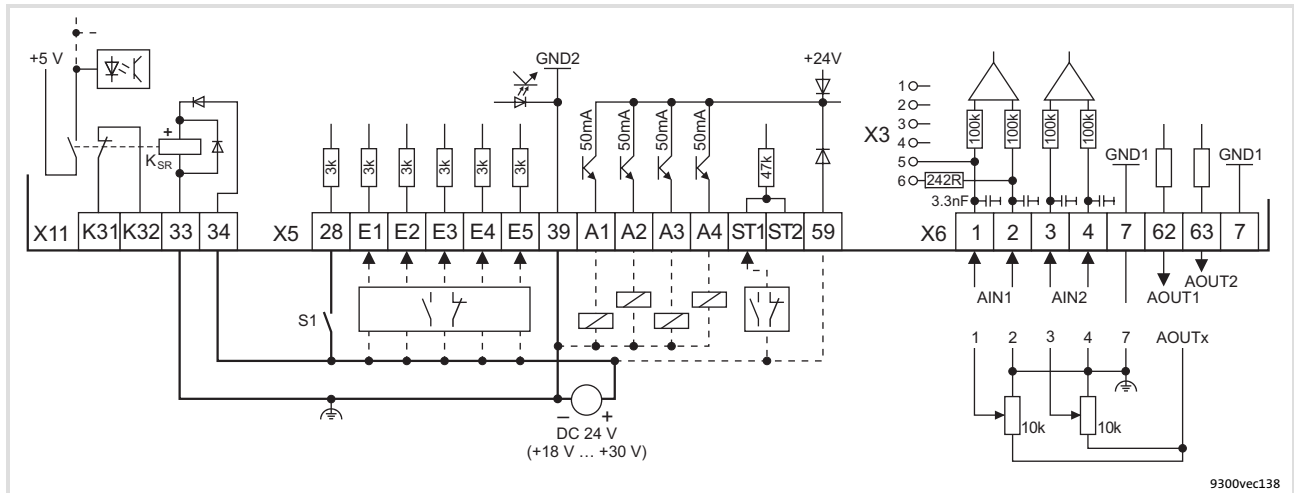 +5 V
+
K_SR
GND2
+24V
50mA 50mA 50mA 50mA
3k 3k 3k 3k 3k 3k
47k
X11 K31 K32 33 34
X5 28 E1 E2 E3 E4 E5 39 A1 A2 A3 A4 ST1 ST2 59
S1
– +
DC 24 V
(+18 V ... +30 V)
X3
1
2
3
4
5
6 242R
100k 100k 100k 100k
3.3nF
GND1 GND1
X6 1 2 3 4 7 62 63 7
AIN1 AIN2 AOUT1 AOUT2
1 2 3 4 7 AOUTx
10k 10k
9300vec138